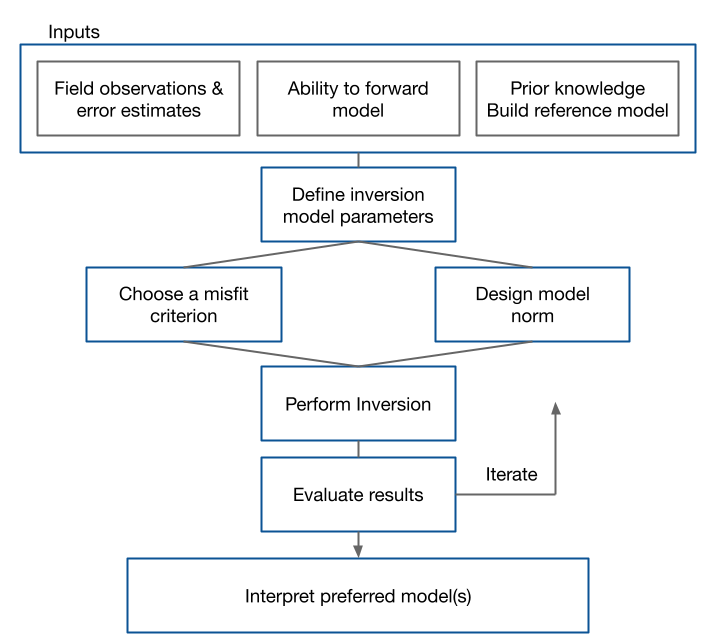 Inputs
Field observations &
error estimates
Ability to forward
model
Prior knowledge
Build reference model
Define inversion
model parameters
Choose a misfit
criterion
Design model
norm
Perform Inversion
Iterate
Evaluate results
Interpret preferred model(s)